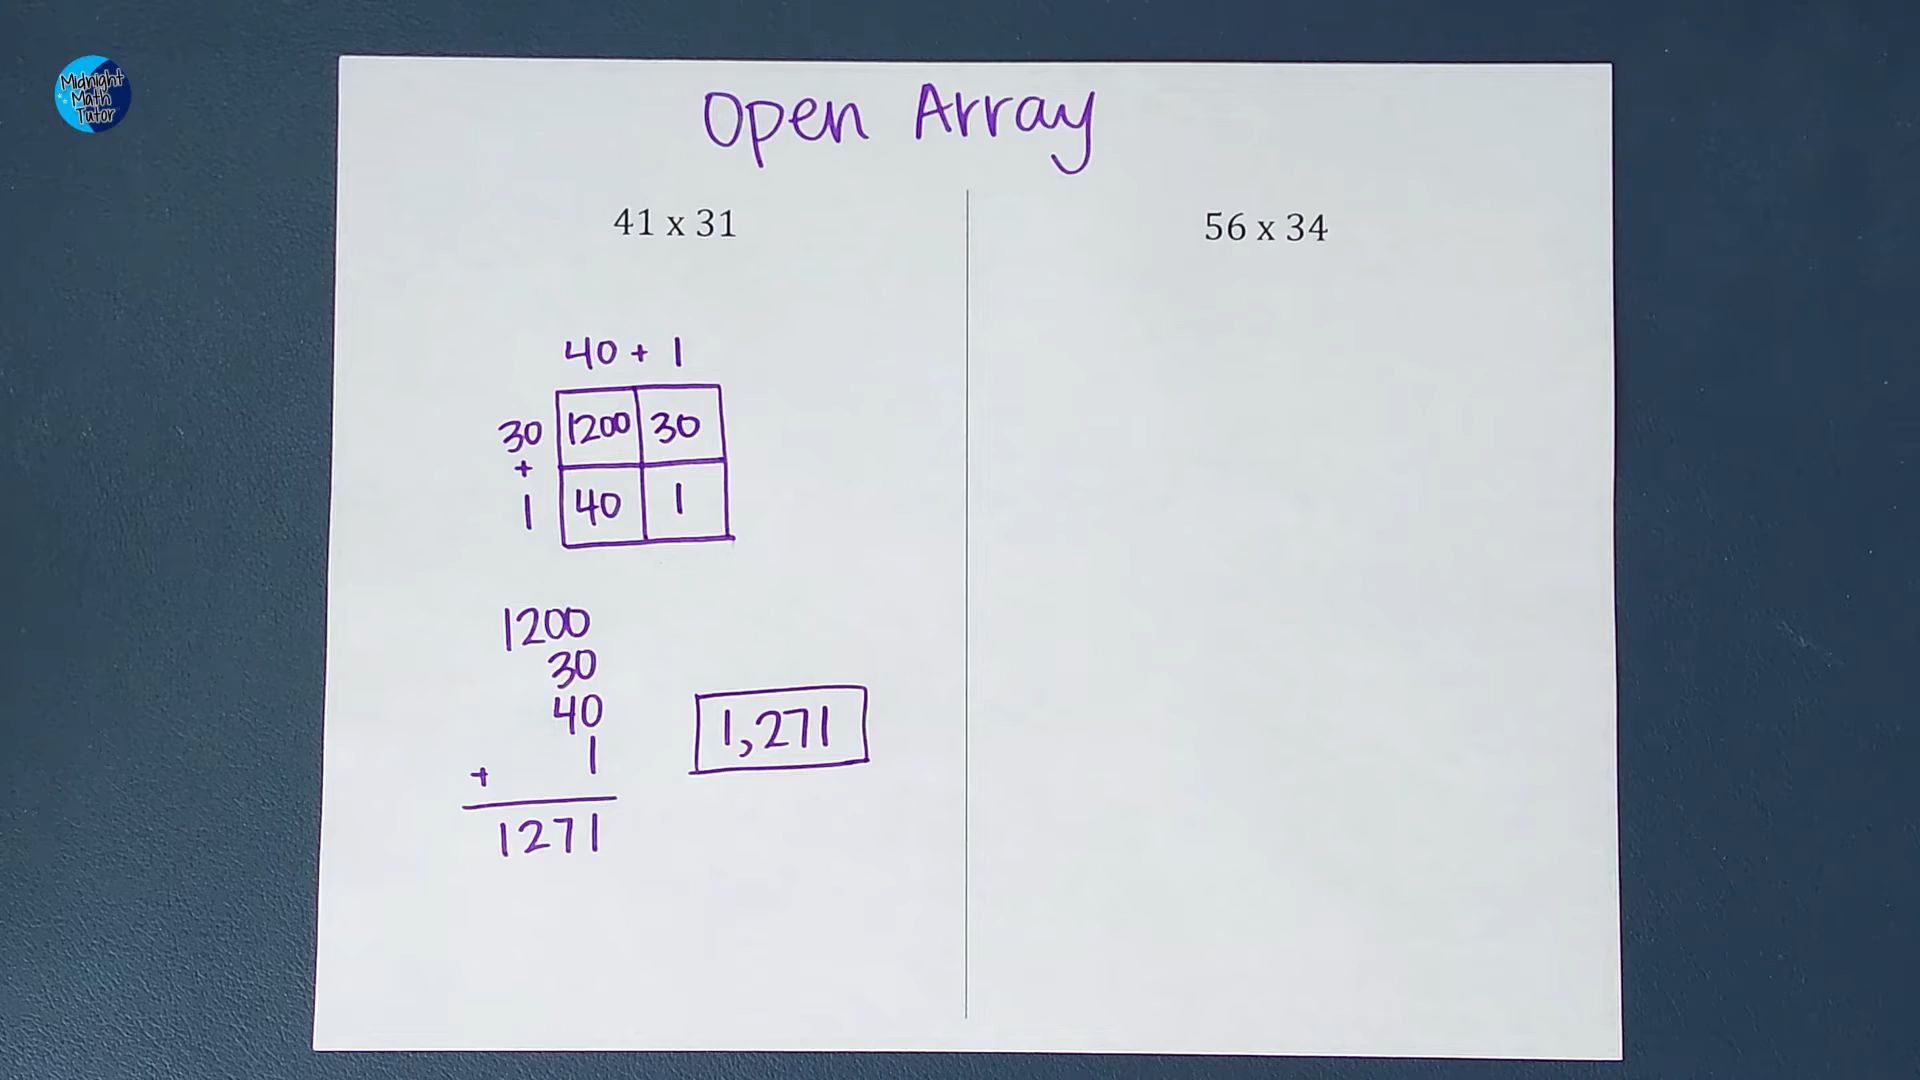 Midnight
Math
Tutor
Open Array
41 x 31
40 + 1
30 1200 30
+
1 40 1
1200
30
40
+ 1
1271
1,271
56 x 34